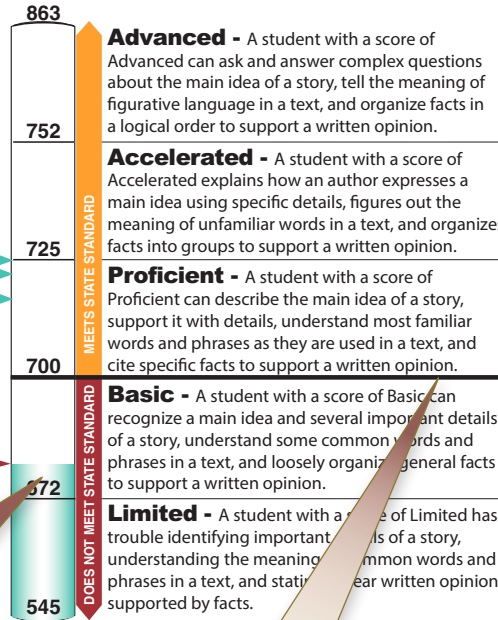 863
Advanced - A student with a score of
Advanced can ask and answer complex questions
about the main idea of a story, tell the meaning of
figurative language in a text, and organize facts in
a logical order to support a written opinion.
752
Accelerated - A student with a score of
Accelerated explains how an author expresses a
main idea using specific details, figures out the
meaning of unfamiliar words in a text, and organizes
facts into groups to support a written opinion.
725
Proficient - A student with a score of
Proficient can describe the main idea of a story,
support it with details, understand most familiar
words and phrases as they are used in a text, and
cite specific facts to support a written opinion.
700
MEETS STATE STANDARD
Basic - A student with a score of Basic can
recognize a main idea and several important details
of a story, understand some common words and
phrases in a text, and loosely organize general facts
to support a written opinion.
672
Limited - A student with a of Limited has
trouble identifying important of a story,
understanding the meaning words and
phrases in a text, and written opinion
supported by facts.
545
DOES NOT MEET STATE STANDARD